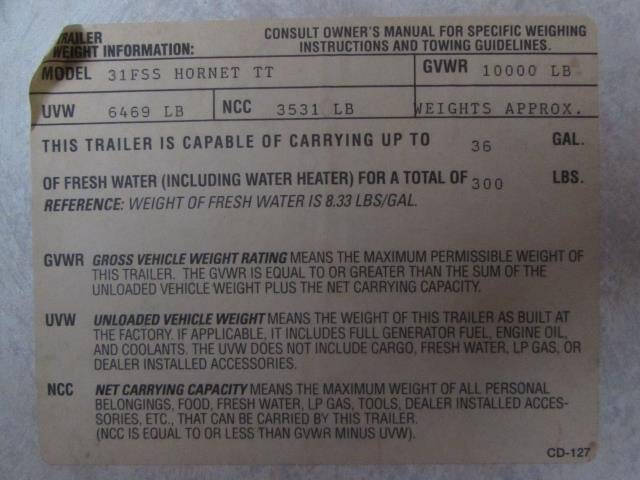 TRAILER
WEIGHT INFORMATION:
CONSULT OWNER'S MANUAL FOR SPECIFIC WEIGHING
INSTRUCTIONS AND TOWING GUIDELINES.
MODEL 31FSS HORNET TT GVWR 10000 LB
UVW 6469 LB NCC 3531 LB WEIGHTS APPROX.
THIS TRAILER IS CAPABLE OF CARRYING UP TO 36 GAL.
OF FRESH WATER (INCLUDING WATER HEATER) FOR A TOTAL OF 300 LBS.
REFERENCE: WEIGHT OF FRESH WATER IS 8.33 LBS/GAL.
GVWR GROSS VEHICLE WEIGHT RATING MEANS THE MAXIMUM PERMISSIBLE WEIGHT OF
THIS TRAILER. THE GVWR IS EQUAL TO OR GREATER THAN THE SUM OF THE
UNLOADED VEHICLE WEIGHT PLUS THE NET CARRYING CAPACITY.
UVW UNLOADED VEHICLE WEIGHT MEANS THE WEIGHT OF THIS TRAILER AS BUILT AT
THE FACTORY. IF APPLICABLE, IT INCLUDES FULL GENERATOR FUEL, ENGINE OIL,
AND COOLANTS. THE UVW DOES NOT INCLUDE CARGO, FRESH WATER, LP GAS, OR
DEALER INSTALLED ACCESSORIES.
NCC NET CARRYING CAPACITY MEANS THE MAXIMUM WEIGHT OF ALL PERSONAL
BELONGINGS, FOOD, FRESH WATER, LP GAS, TOOLS, DEALER INSTALLED ACCES-
SORIES, ETC., THAT CAN BE CARRIED BY THIS TRAILER.
(NCC IS EQUAL TO OR LESS THAN GVWR MINUS UVW).
CD-127